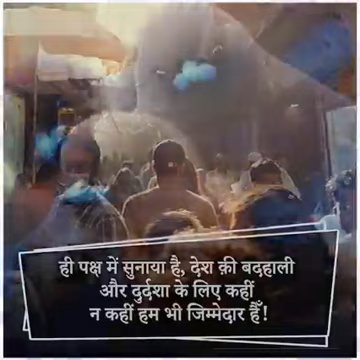 ही पक्ष में सुनाया है, देश क़ी बदहाली
और दुर्दशा के लिए कहीं
न कहीं हम भी जिम्मेदार हैँ!